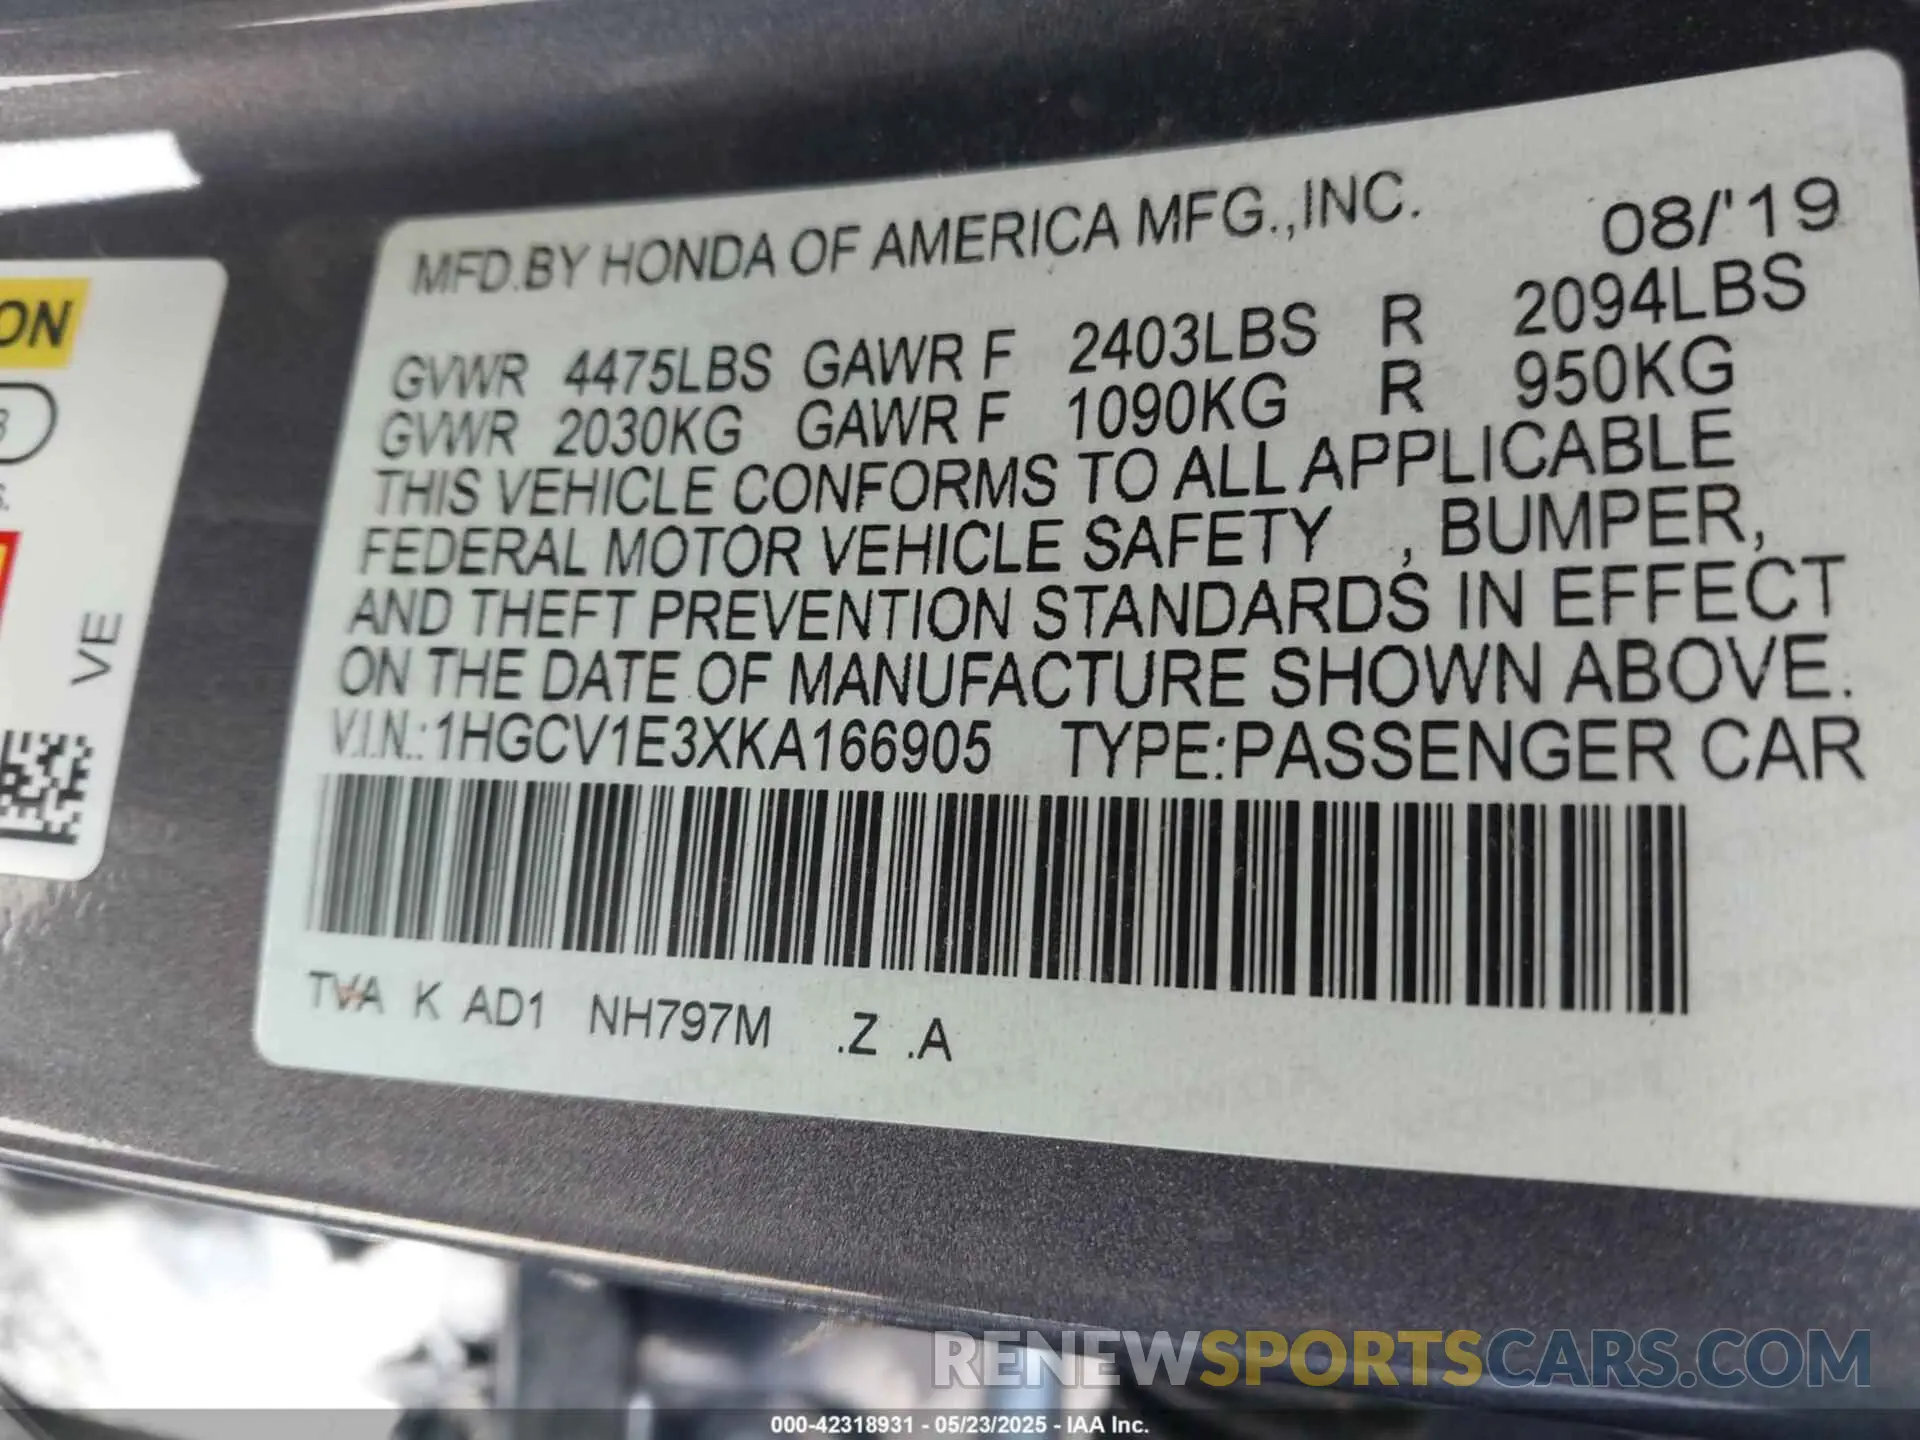 MFD.BY HONDA OF AMERICA MFG.,INC. 08/'19
GVWR 4475LBS GAWR F 2403LBS R 2094LBS
GVWR 2030KG GAWR F 1090KG R 950KG
THIS VEHICLE CONFORMS TO ALL APPLICABLE
FEDERAL MOTOR VEHICLE SAFETY , BUMPER,
AND THEFT PREVENTION STANDARDS IN EFFECT
ON THE DATE OF MANUFACTURE SHOWN ABOVE.
V.I.N.:1HGCV1E3XKA166905 TYPE:PASSENGER CAR
TVA K AD1 NH797M .Z .A
VE
RENEWSPORTSCARS.COM
000-42318931 - 05/23/2025 - IAA Inc.